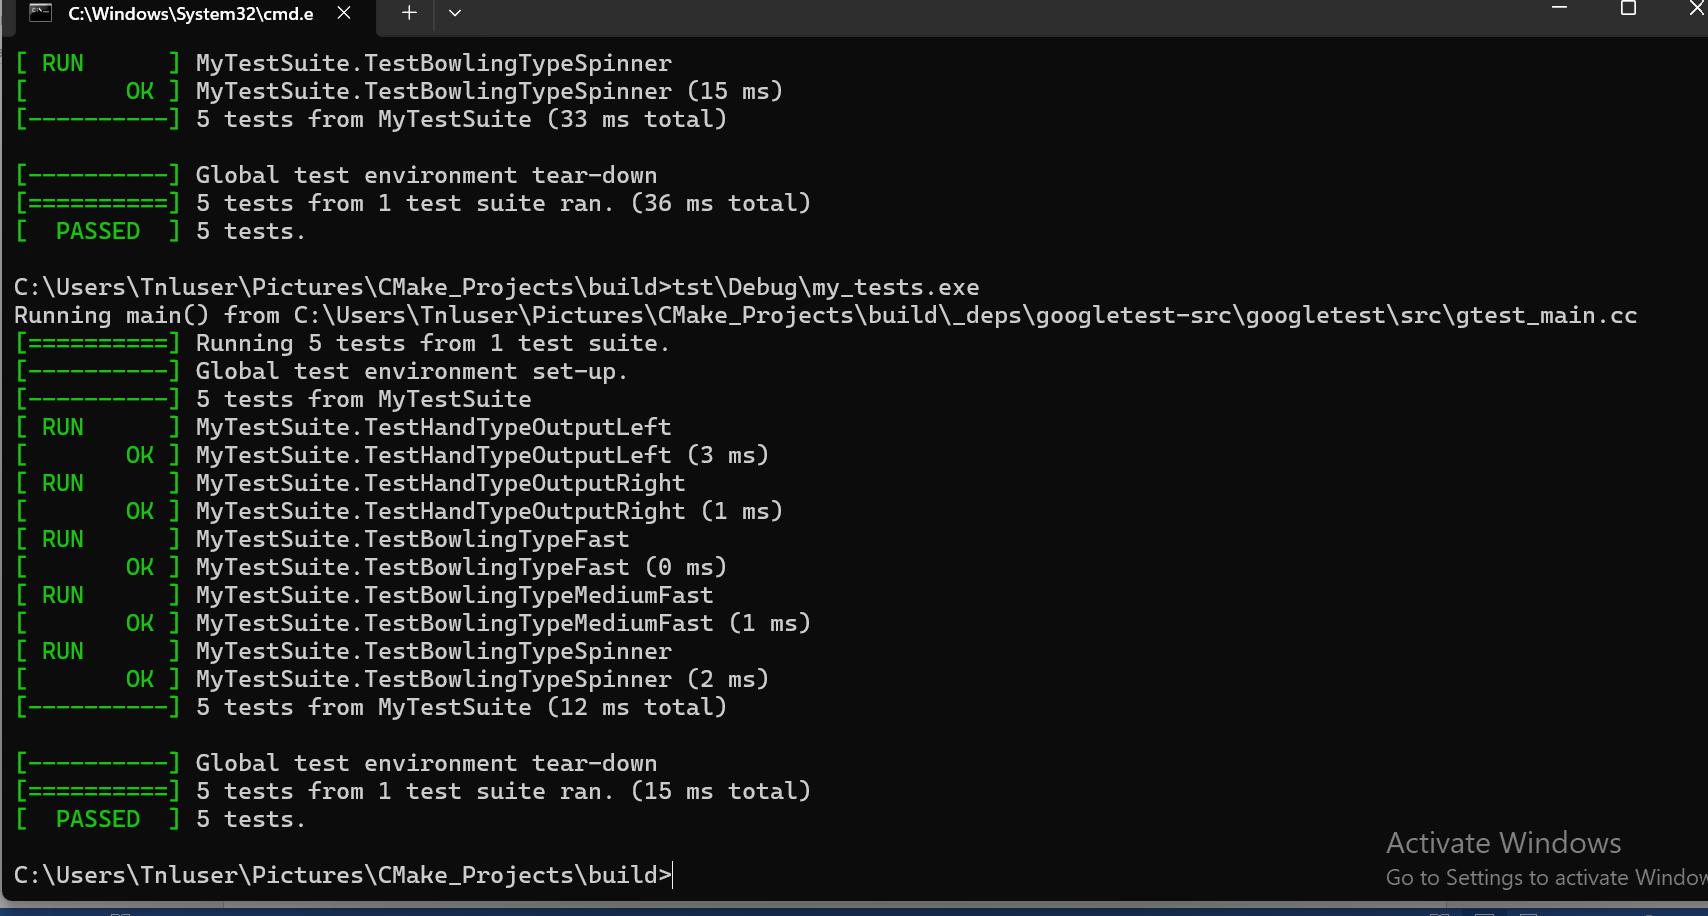 C:\Windows\System32\cmd.e
[ RUN      ] MyTestSuite.TestBowlingTypeSpinner
[       OK ] MyTestSuite.TestBowlingTypeSpinner (15 ms)
[----------] 5 tests from MyTestSuite (33 ms total)
[----------] Global test environment tear-down
[==========] 5 tests from 1 test suite ran. (36 ms total)
[  PASSED  ] 5 tests.
C:\Users\Tnluser\Pictures\CMake_Projects\build>tst\Debug\my_tests.exe
Running main() from C:\Users\Tnluser\Pictures\CMake_Projects\build\_deps\googletest-src\googletest\src\gtest_main.cc
[==========] Running 5 tests from 1 test suite.
[----------] Global test environment set-up.
[----------] 5 tests from MyTestSuite
[ RUN      ] MyTestSuite.TestHandTypeOutputLeft
[       OK ] MyTestSuite.TestHandTypeOutputLeft (3 ms)
[ RUN      ] MyTestSuite.TestHandTypeOutputRight
[       OK ] MyTestSuite.TestHandTypeOutputRight (1 ms)
[ RUN      ] MyTestSuite.TestBowlingTypeFast
[       OK ] MyTestSuite.TestBowlingTypeFast (0 ms)
[ RUN      ] MyTestSuite.TestBowlingTypeMediumFast
[       OK ] MyTestSuite.TestBowlingTypeMediumFast (1 ms)
[ RUN      ] MyTestSuite.TestBowlingTypeSpinner
[       OK ] MyTestSuite.TestBowlingTypeSpinner (2 ms)
[----------] 5 tests from MyTestSuite (12 ms total)
[----------] Global test environment tear-down
[==========] 5 tests from 1 test suite ran. (15 ms total)
[  PASSED  ] 5 tests.
C:\Users\Tnluser\Pictures\CMake_Projects\build>
Activate Windows
Go to Settings to activate Window